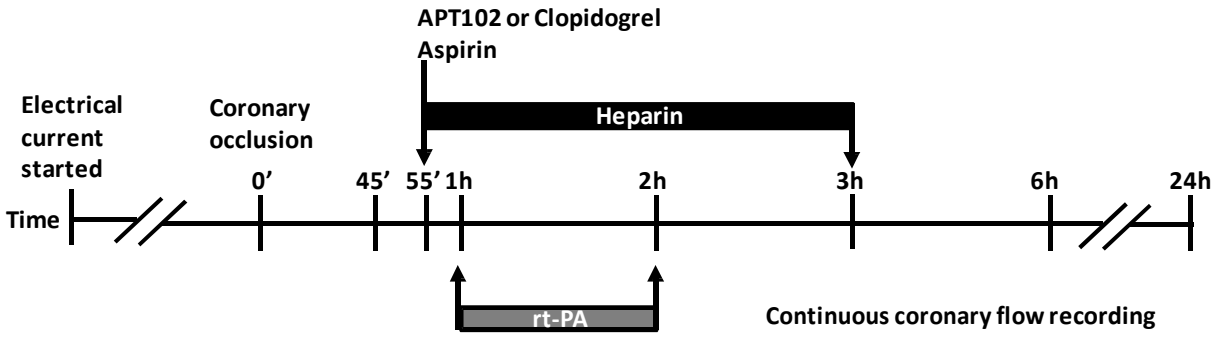 APT102 or Clopidogrel
Aspirin
Electrical
current
started
Coronary
occlusion
Heparin
0’ 45’ 55’ 1h 2h 3h 6h 24h
Time
rt-PA
Continuous coronary flow recording